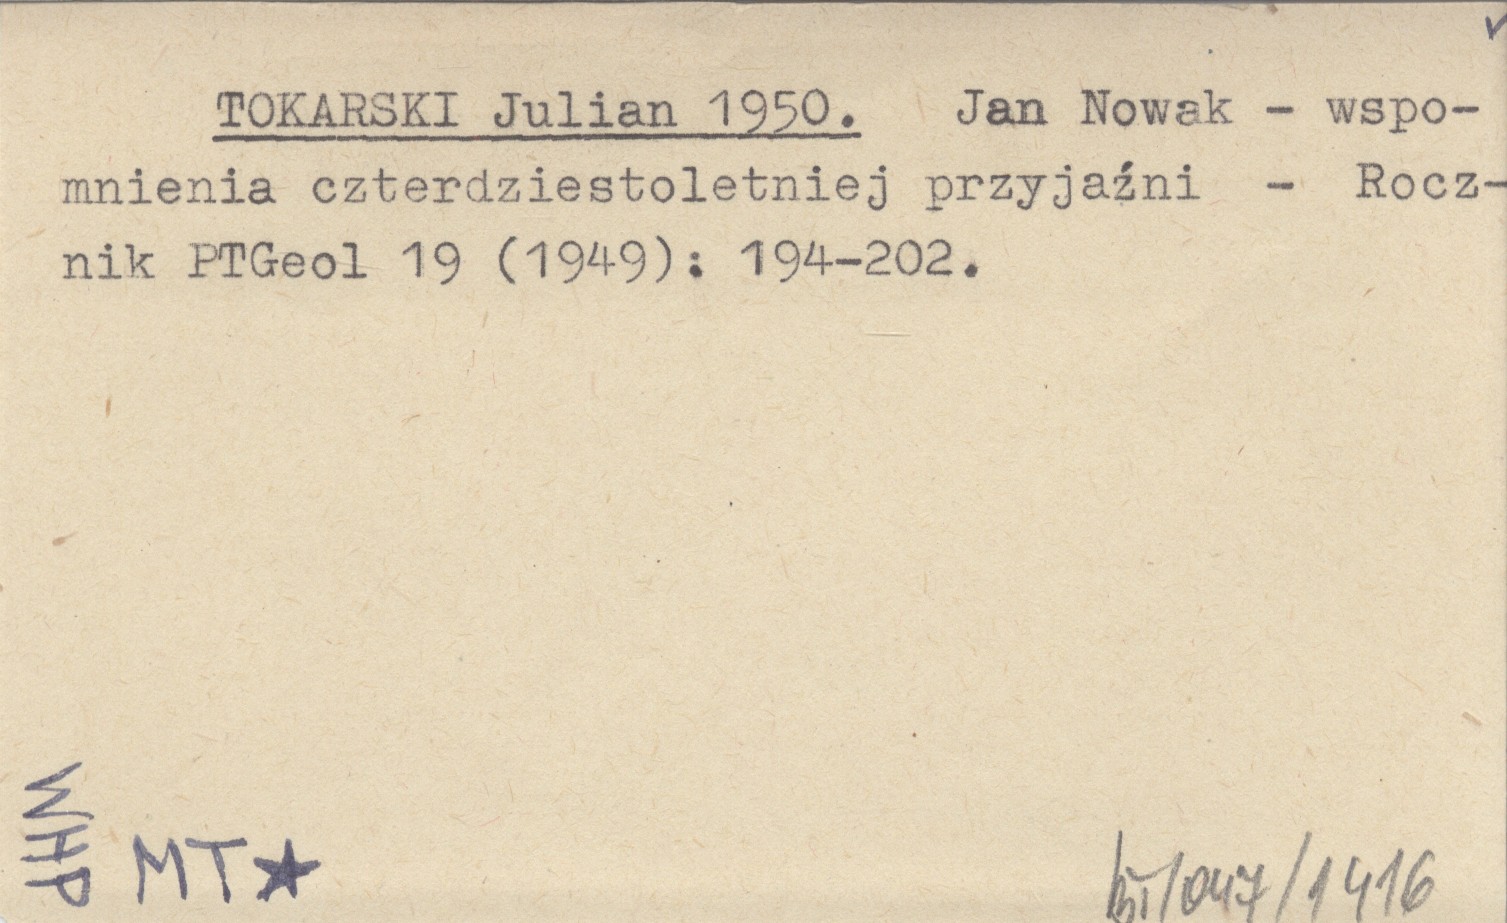 TOKARSKI Julian 1950. Jan Nowak - wspo-
mnienia czterdziestoletniej przyjaźni - Rocz-
nik PTGeol 19 (1949): 194-202.
WHP
MT★
/047/1416